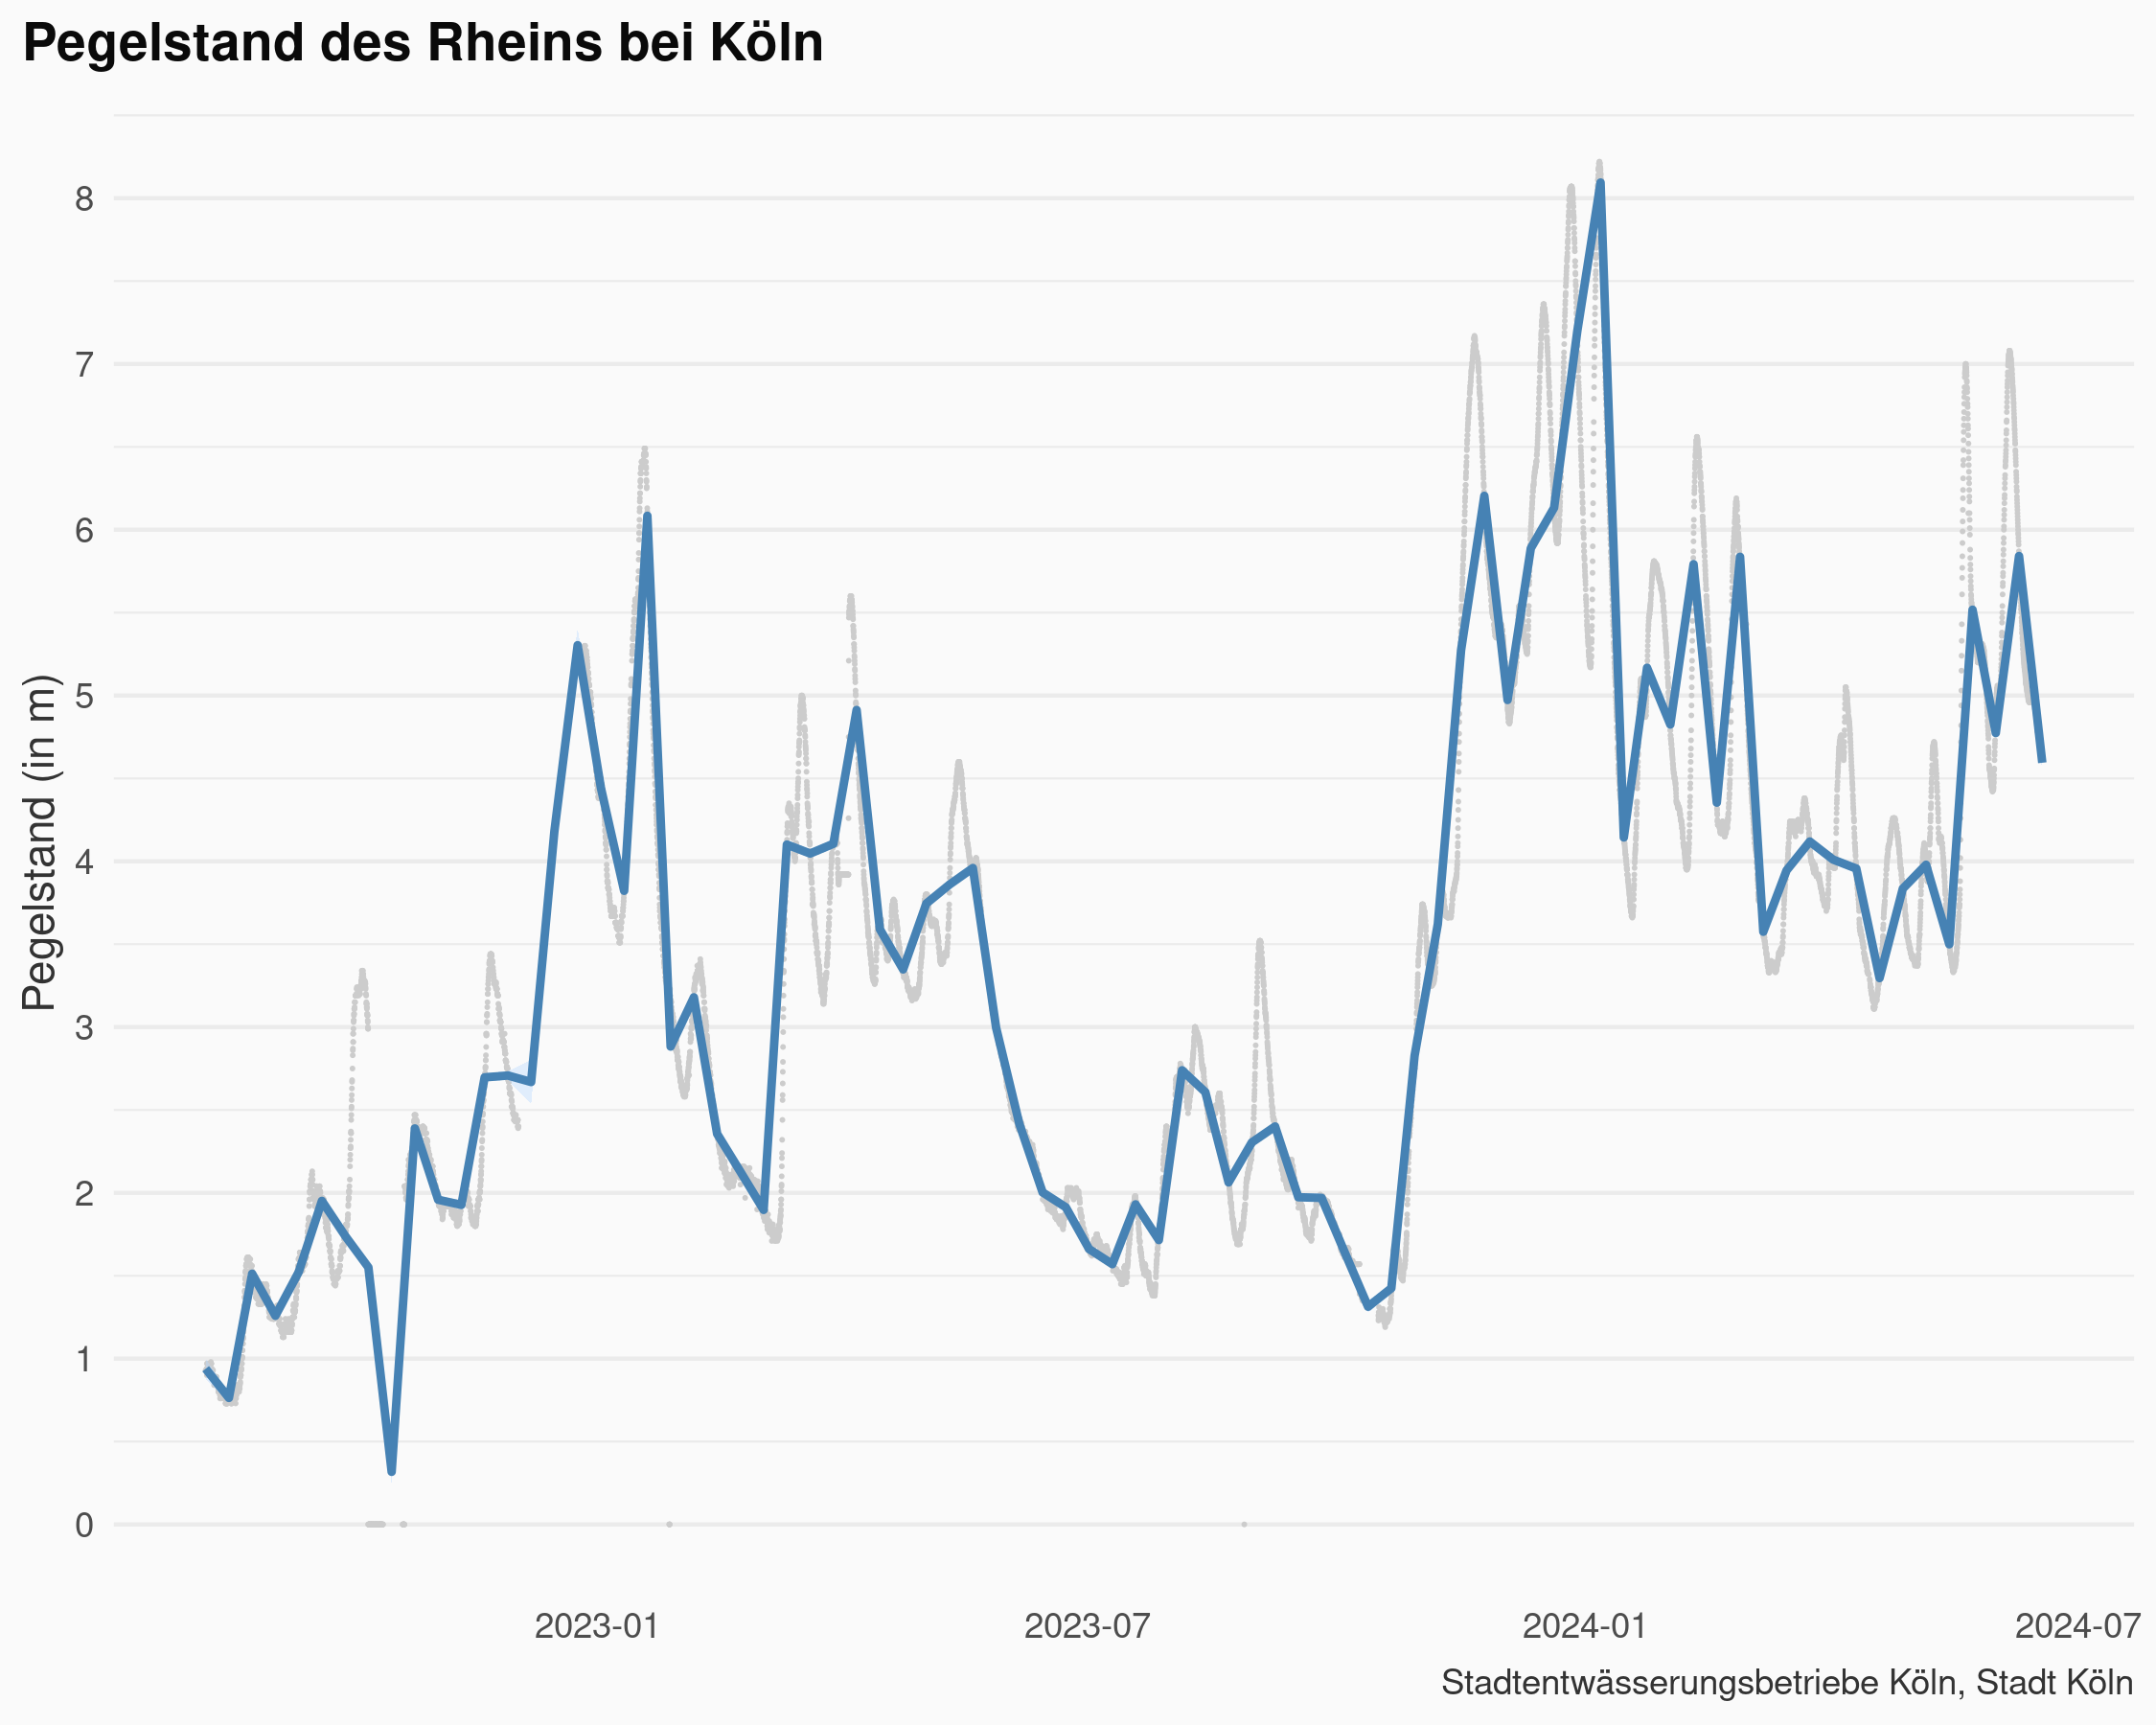 Pegelstand des Rheins bei Köln
Pegelstand (in m)
8
7
6
5
4
3
2
1
0
2023-01 2023-07 2024-01 2024-07
Stadtentwässerungsbetriebe Köln, Stadt Köln